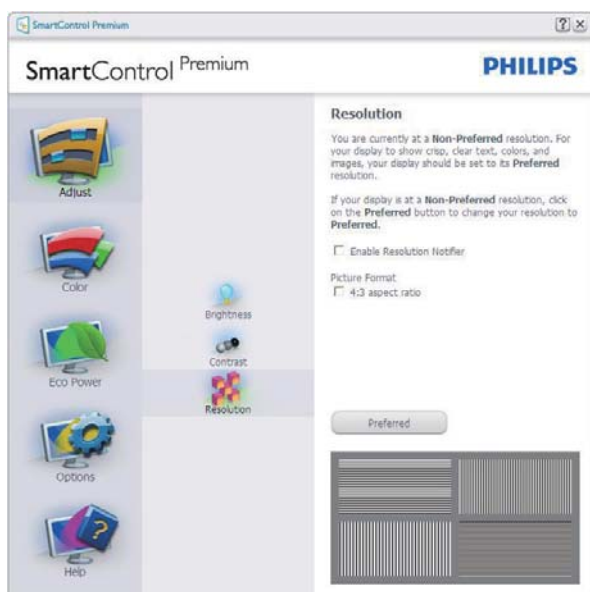 SmartControl Premium
? ×
SmartControl Premium
PHILIPS
Adjust
Color
Eco Power
Options
Help
Brightness
Contrast
Resolution
Resolution
You are currently at a Non-Preferred resolution. For
your display to show crisp, clear text, colors, and
images, your display should be set to its Preferred
resolution.
If your display is at a Non-Preferred resolution, click
on the Preferred button to change your resolution to
Preferred.
Enable Resolution Notifier
Picture Format
4:3 aspect ratio
Preferred